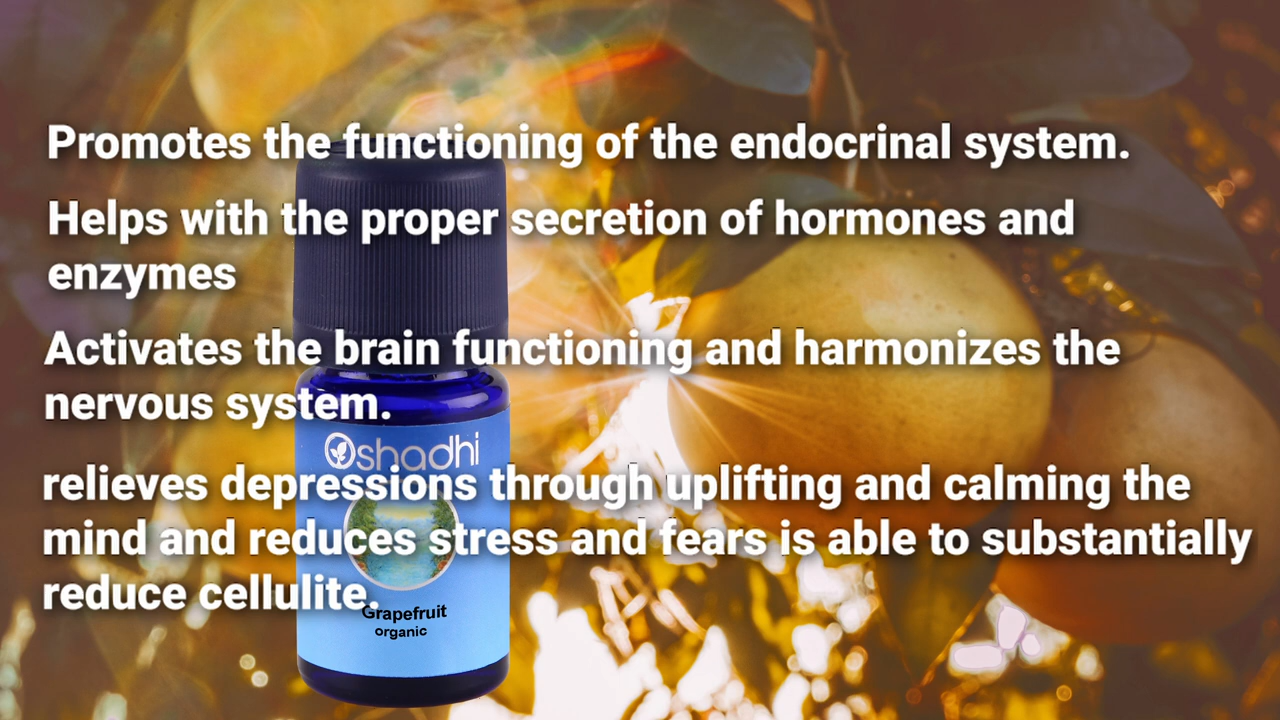 Promotes the functioning of the endocrinal system.
Helps with the proper secretion of hormones and
enzymes
Activates the brain functioning and harmonizes the
nervous system.
Oshadhi
relieves depressions through uplifting and calming the
mind and reduces stress and fears is able to substantially
reduce cellulite.
Grapefruit
organic